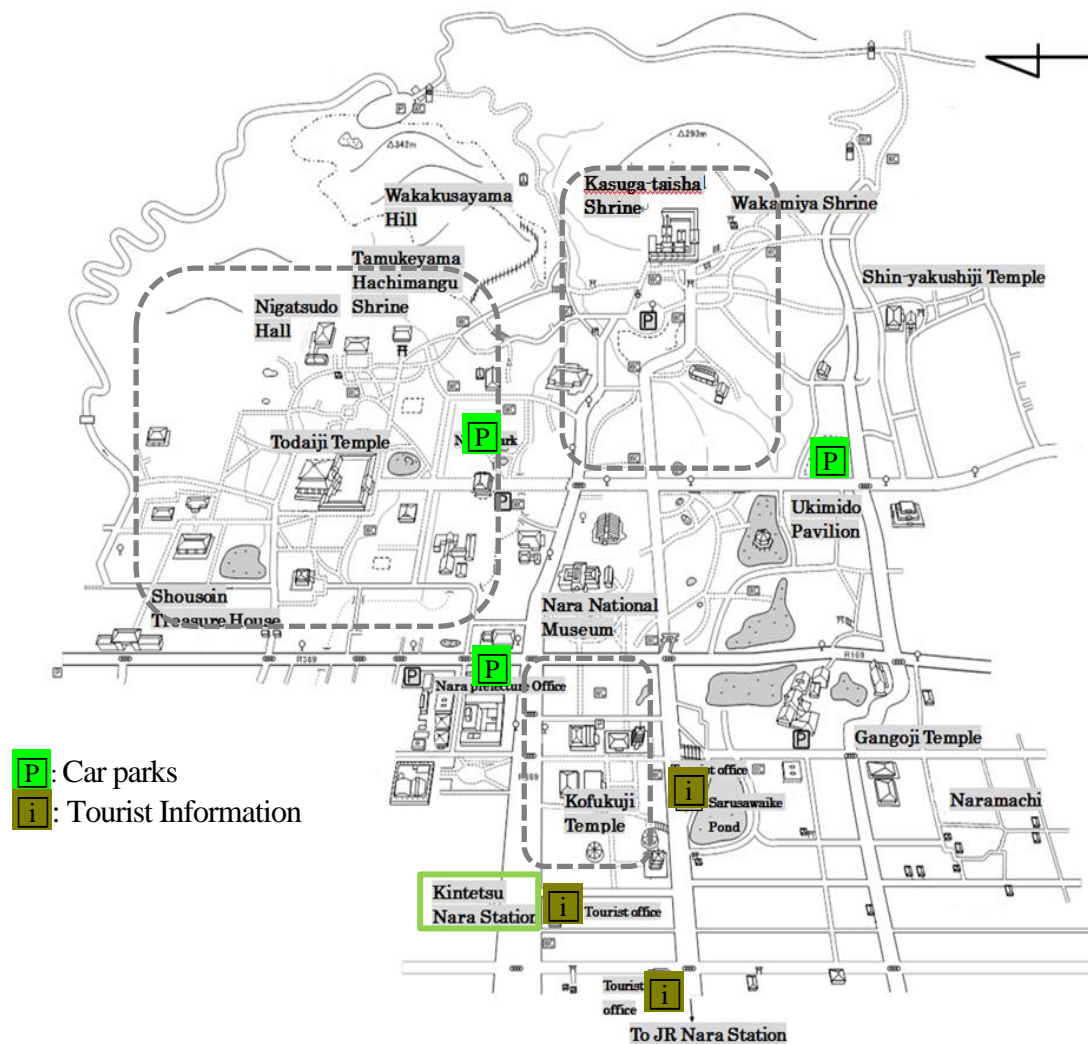 △342m
△293m
Wakakusayama
Hill
Kasuga-taisha
Shrine
Wakamiya Shrine
Tamukeyama
Hachimangu
Shrine
Nigatsudo
Hall
Shin-yakushiji Temple
P
P
Todaiji Temple
P
P
P
Ukimido
Pavilion
Shousoin
Treasure House
Nara National
Museum
R369
R169
P
P
Nara prefecture Office
P
P
Gangoji Temple
P : Car parks
i : Tourist Information
Tourist office
i
Sarusawaike
Pond
Naramachi
Kofukuji
Temple
Kintetsu
Nara Station
i
Tourist office
Tourist
office
i
To JR Nara Station